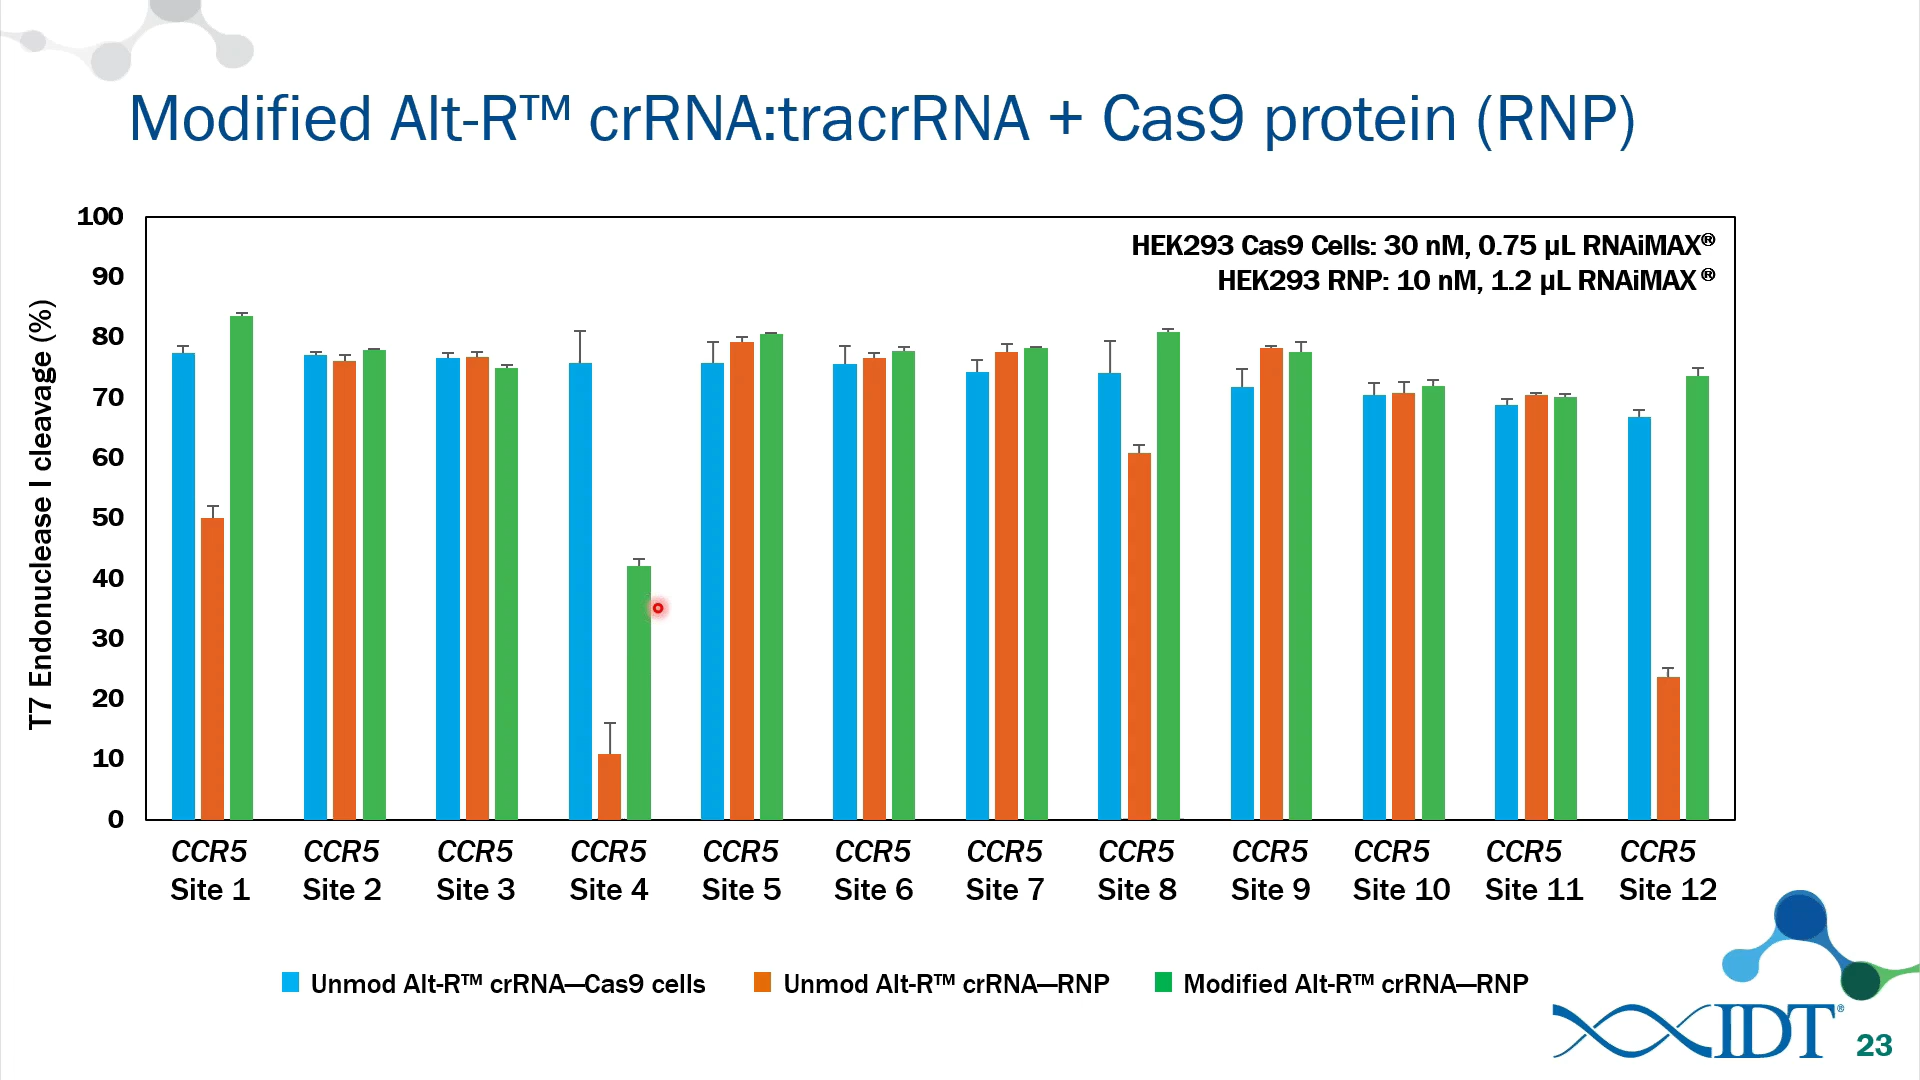 Modified Alt-R™ crRNA:tracrRNA + Cas9 protein (RNP)
HEK293 Cas9 Cells: 30 nM, 0.75 µL RNAiMAX®
HEK293 RNP: 10 nM, 1.2 µL RNAiMAX®
T7 Endonuclease I cleavage (%)
100
90
80
70
60
50
40
30
20
10
0
CCR5 Site 1
CCR5 Site 2
CCR5 Site 3
CCR5 Site 4
CCR5 Site 5
CCR5 Site 6
CCR5 Site 7
CCR5 Site 8
CCR5 Site 9
CCR5 Site 10
CCR5 Site 11
CCR5 Site 12
Unmod Alt-R™ crRNA—Cas9 cells
Unmod Alt-R™ crRNA—RNP
Modified Alt-R™ crRNA—RNP
IDT®
23